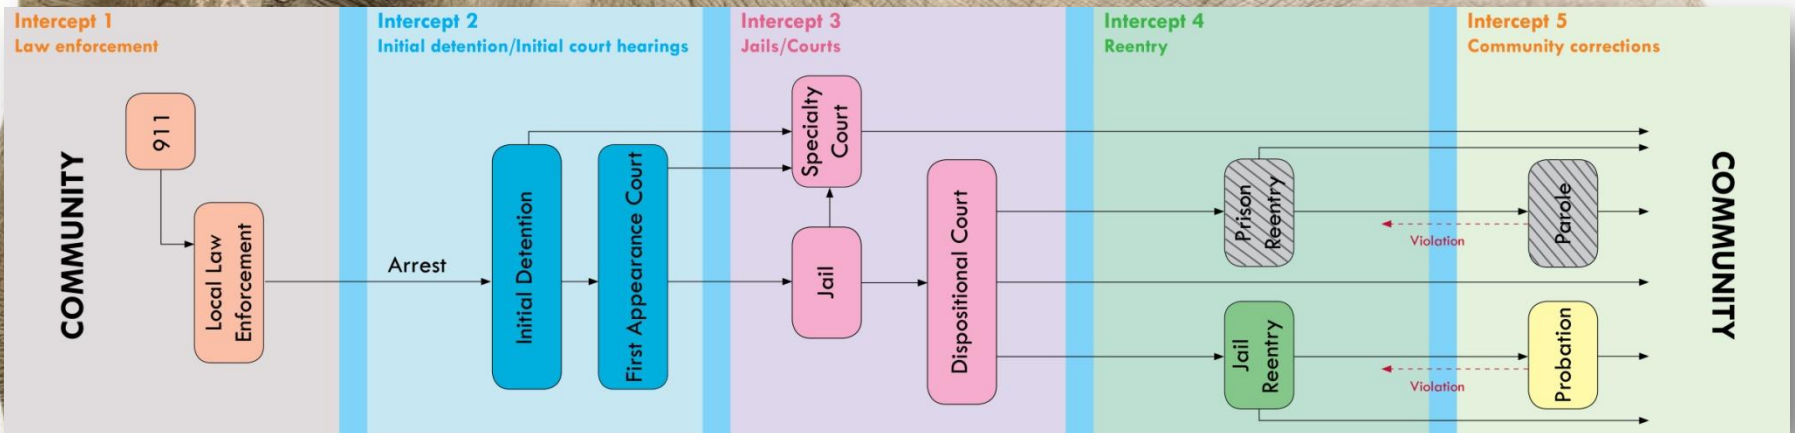 Intercept 1
Law enforcement
Intercept 2
Initial detention/Initial court hearings
Intercept 3
Jails/Courts
Intercept 4
Reentry
Intercept 5
Community corrections
COMMUNITY
911
Local Law
Enforcement
Arrest
Initial Detention
First Appearance Court
Specialty
Court
Jail
Dispositional Court
Prison
Reentry
Violation
Parole
Jail
Reentry
Violation
Probation
COMMUNITY